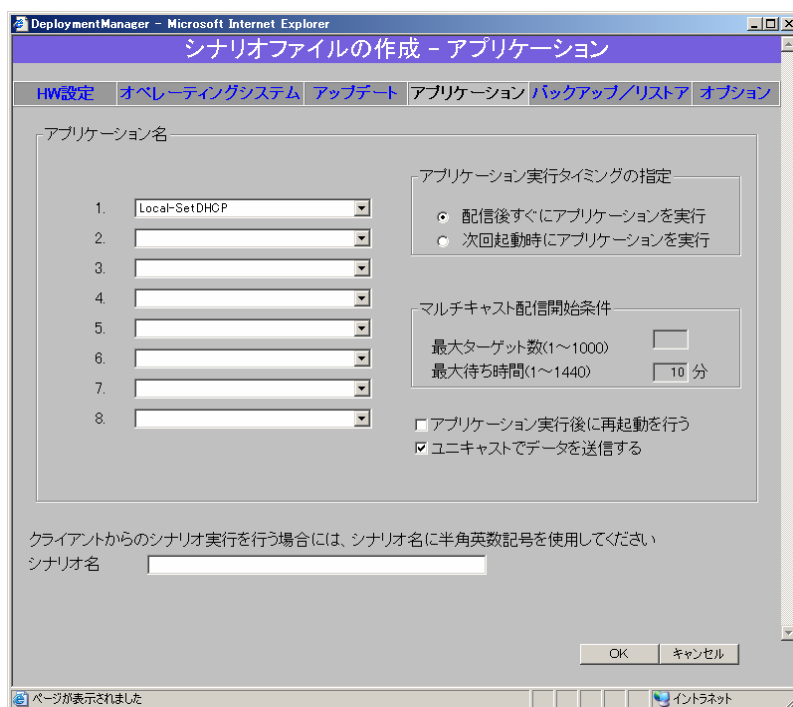 DeploymentManager - Microsoft Internet Explorer
シナリオファイルの作成 - アプリケーション
HW設定 オペレーティングシステム アップデート アプリケーション バックアップ／リストア オプション
アプリケーション名
1. Local-SetDHCP
2.
3.
4.
5.
6.
7.
8.
アプリケーション実行タイミングの指定
配信後すぐにアプリケーションを実行
次回起動時にアプリケーションを実行
マルチキャスト配信開始条件
最大ターゲット数(1～1000)
最大待ち時間(1～1440) 10 分
アプリケーション実行後に再起動を行う
ユニキャストでデータを送信する
クライアントからのシナリオ実行を行う場合には、シナリオ名に半角英数記号を使用してください
シナリオ名
OK キャンセル
ページが表示されました イントラネット